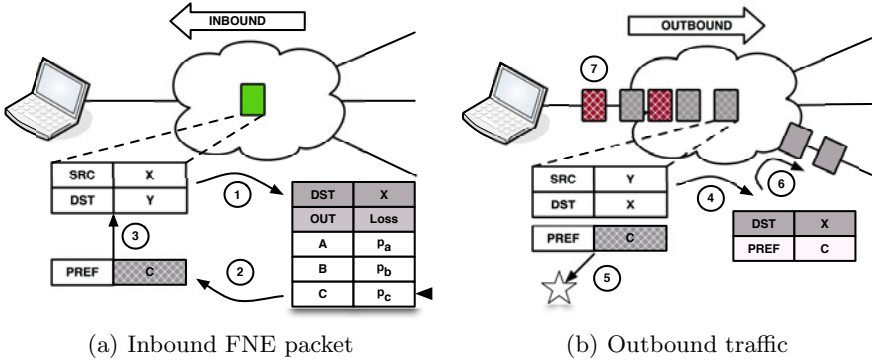 INBOUND
SRC X
DST Y
1
DST X
OUT Loss
A pa
B pb
C pc
3
2
PREF C
(a) Inbound FNE packet
OUTBOUND
7
SRC Y
DST X
4
6
DST X
PREF C
PREF C
5
(b) Outbound traffic